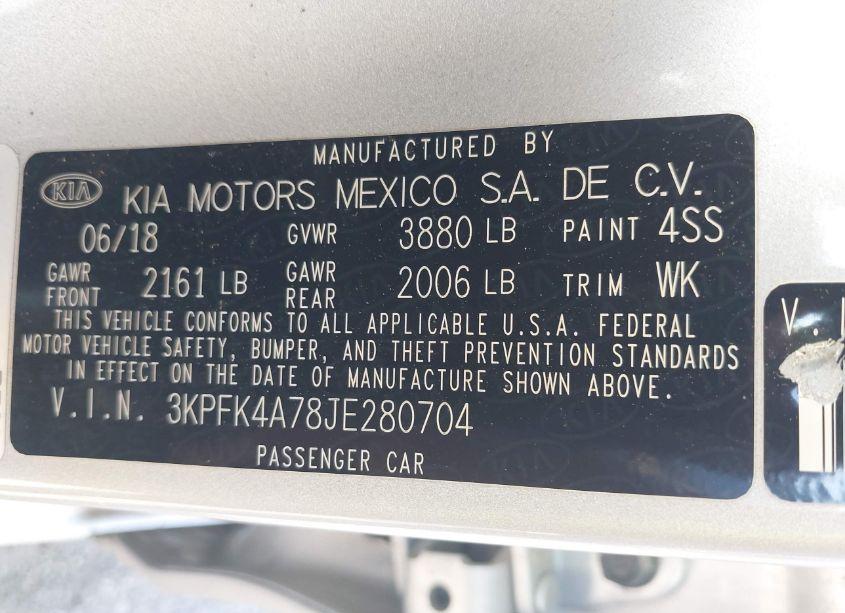 MANUFACTURED BY
KIA KIA MOTORS MEXICO S.A. DE C.V.
06/18 GVWR 3880 LB PAINT 4SS
GAWR FRONT 2161 LB GAWR REAR 2006 LB TRIM WK
THIS VEHICLE CONFORMS TO ALL APPLICABLE U.S.A. FEDERAL
MOTOR VEHICLE SAFETY, BUMPER, AND THEFT PREVENTION STANDARDS
IN EFFECT ON THE DATE OF MANUFACTURE SHOWN ABOVE.
V.I.N. 3KPFK4A78JE280704
PASSENGER CAR
V.I